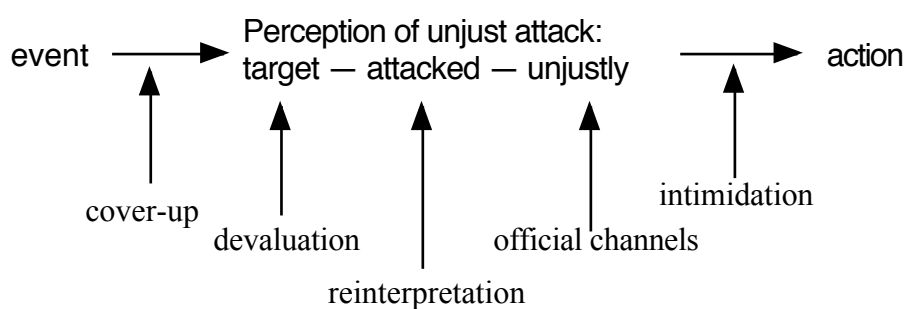 Perception of unjust attack:
event
target — attacked — unjustly
action
cover-up
intimidation
devaluation
official channels
reinterpretation